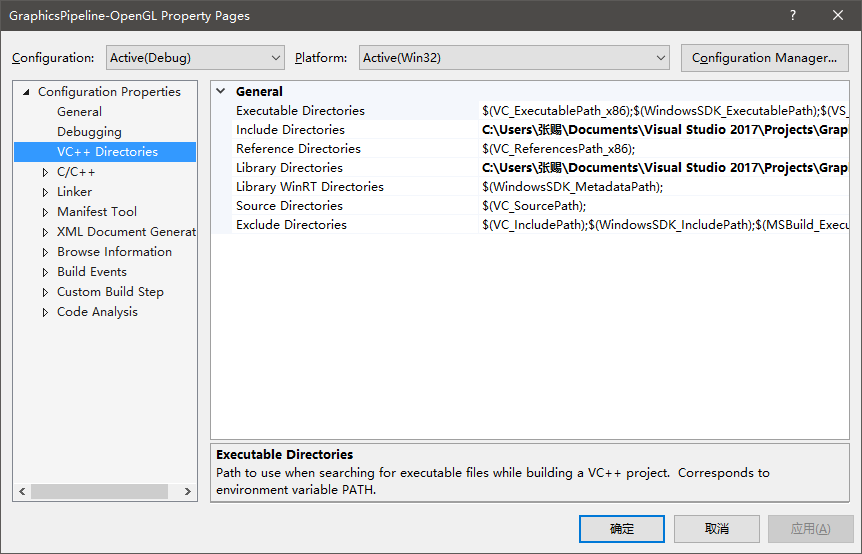 GraphicsPipeline-OpenGL Property Pages
Configuration: Active(Debug) Platform: Active(Win32) Configuration Manager...
Configuration Properties
General
Debugging
VC++ Directories
C/C++
Linker
Manifest Tool
XML Document Generat
Browse Information
Build Events
Custom Build Step
Code Analysis
General
Executable Directories $(VC_ExecutablePath_x86);$(WindowsSDK_ExecutablePath);$(VS_
Include Directories C:\Users\张赐\Documents\Visual Studio 2017\Projects\Grap
Reference Directories $(VC_ReferencesPath_x86);
Library Directories C:\Users\张赐\Documents\Visual Studio 2017\Projects\Grap
Library WinRT Directories $(WindowsSDK_MetadataPath);
Source Directories $(VC_SourcePath);
Exclude Directories $(VC_IncludePath);$(WindowsSDK_IncludePath);$(MSBuild_Execu
Executable Directories
Path to use when searching for executable files while building a VC++ project. Corresponds to
environment variable PATH.
确定 取消 应用(A)